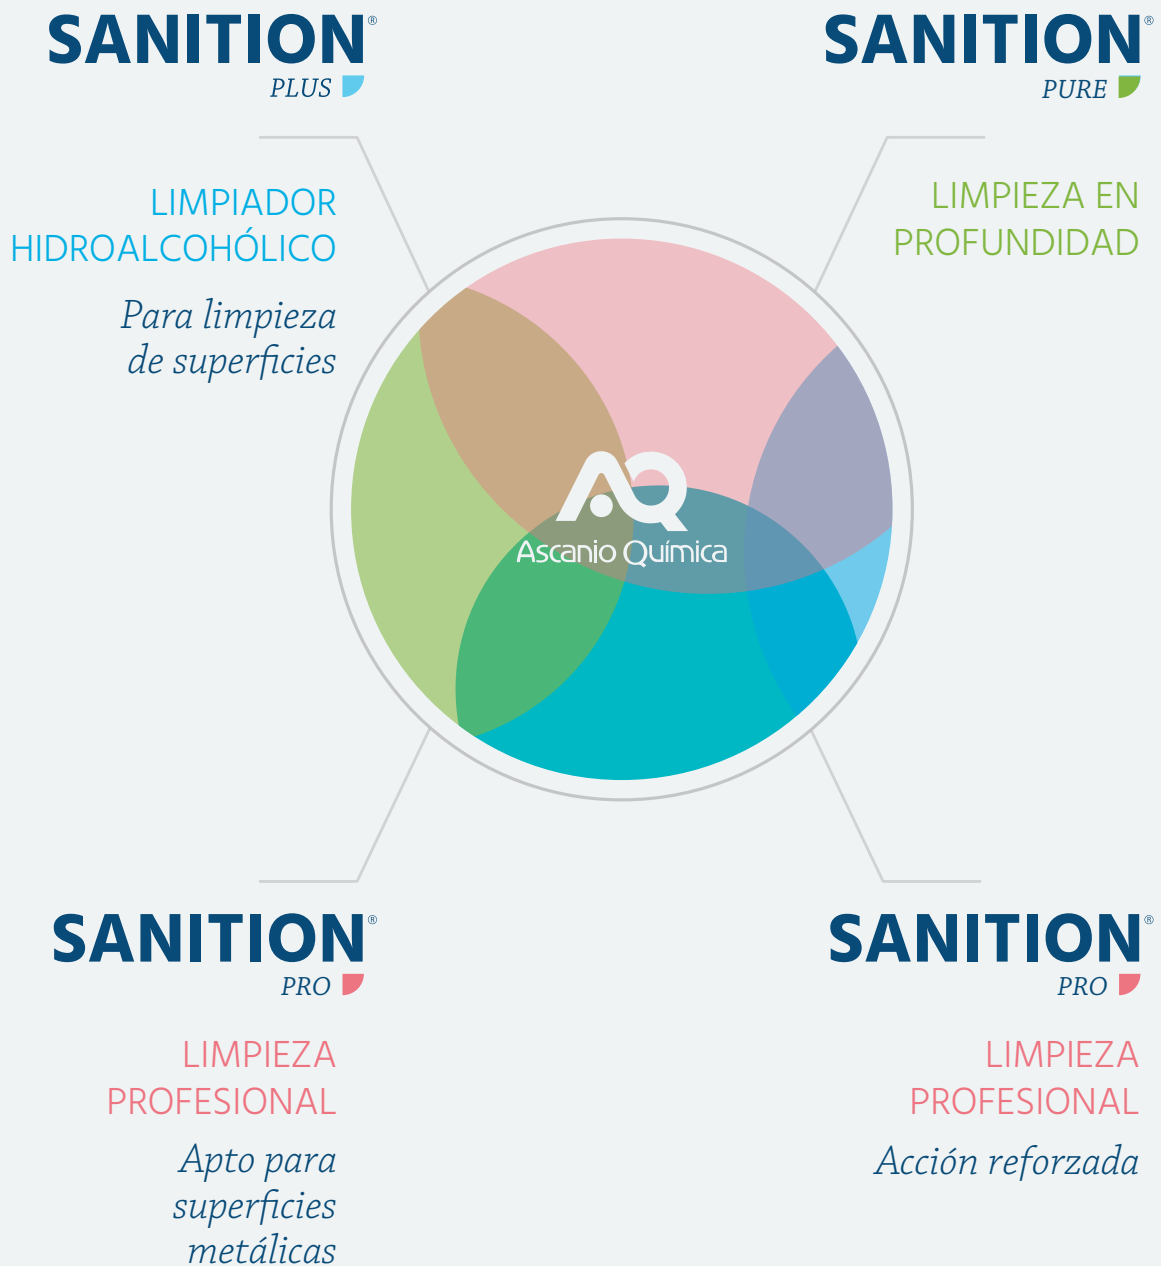 SANITION®
PLUS
LIMPIADOR
HIDROALCOHÓLICO
Para limpieza
de superficies
SANITION®
PURE
LIMPIEZA EN
PROFUNDIDAD
AQ
Ascanio Química
SANITION®
PRO
LIMPIEZA
PROFESIONAL
Apto para
superficies
metálicas
SANITION®
PRO
LIMPIEZA
PROFESIONAL
Acción reforzada